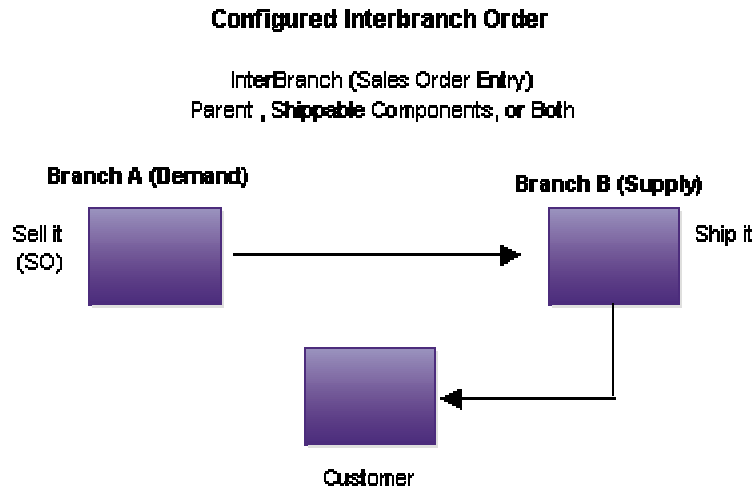 Configured Interbranch Order
InterBranch (Sales Order Entry)
Parent , Shippable Components, or Both
Branch A (Demand)
Branch B (Supply)
Sell it
(SO)
Ship it
Customer